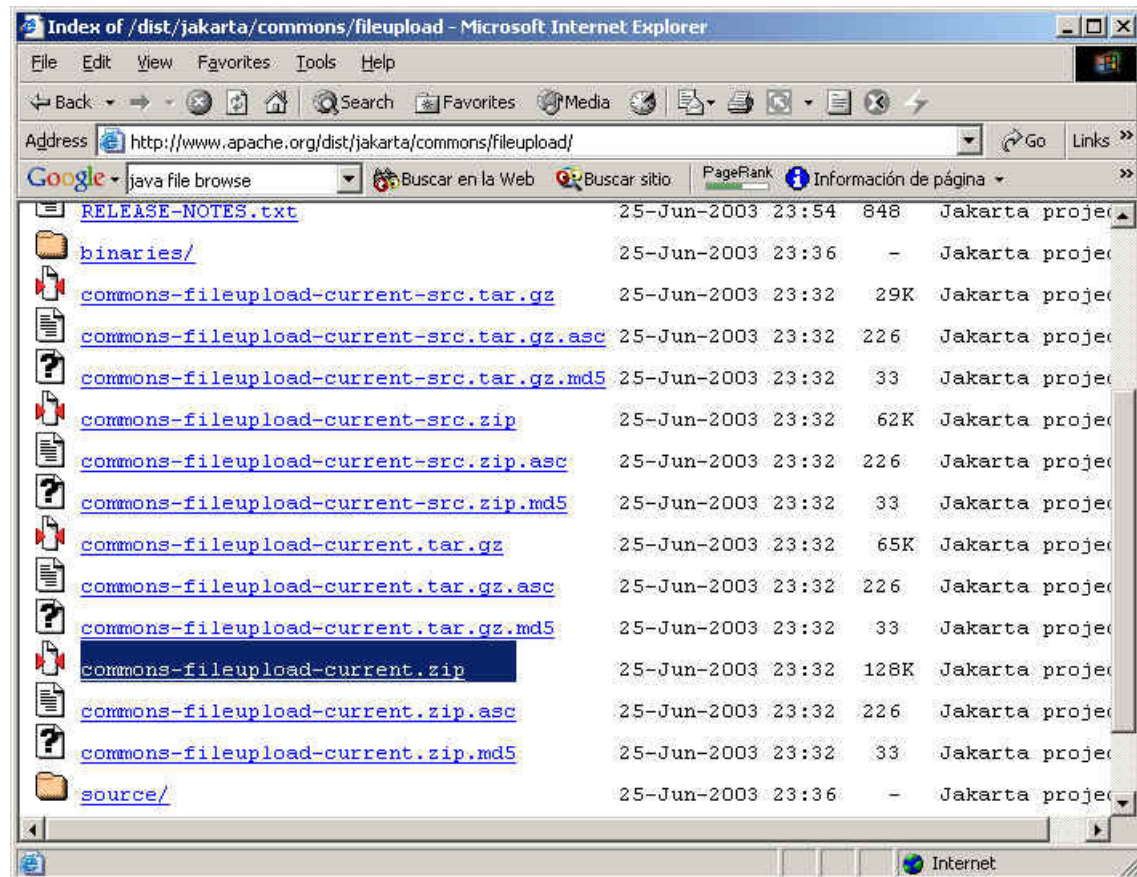 Index of /dist/jakarta/commons/fileupload - Microsoft Internet Explorer
File Edit View Favorites Tools Help
Back Search Favorites Media
Address http://www.apache.org/dist/jakarta/commons/fileupload/ Go Links »
Google java file browse Buscar en la Web Buscar sitio PageRank Información de página »
RELEASE-NOTES.txt 25-Jun-2003 23:54 848 Jakarta projec
binaries/ 25-Jun-2003 23:36 - Jakarta projec
commons-fileupload-current-src.tar.gz 25-Jun-2003 23:32 29K Jakarta projec
commons-fileupload-current-src.tar.gz.asc 25-Jun-2003 23:32 226 Jakarta projec
commons-fileupload-current-src.tar.gz.md5 25-Jun-2003 23:32 33 Jakarta projec
commons-fileupload-current-src.zip 25-Jun-2003 23:32 62K Jakarta projec
commons-fileupload-current-src.zip.asc 25-Jun-2003 23:32 226 Jakarta projec
commons-fileupload-current-src.zip.md5 25-Jun-2003 23:32 33 Jakarta projec
commons-fileupload-current.tar.gz 25-Jun-2003 23:32 65K Jakarta projec
commons-fileupload-current.tar.gz.asc 25-Jun-2003 23:32 226 Jakarta projec
commons-fileupload-current.tar.gz.md5 25-Jun-2003 23:32 33 Jakarta projec
commons-fileupload-current.zip 25-Jun-2003 23:32 128K Jakarta projec
commons-fileupload-current.zip.asc 25-Jun-2003 23:32 226 Jakarta projec
commons-fileupload-current.zip.md5 25-Jun-2003 23:32 33 Jakarta projec
source/ 25-Jun-2003 23:36 - Jakarta projec
Internet